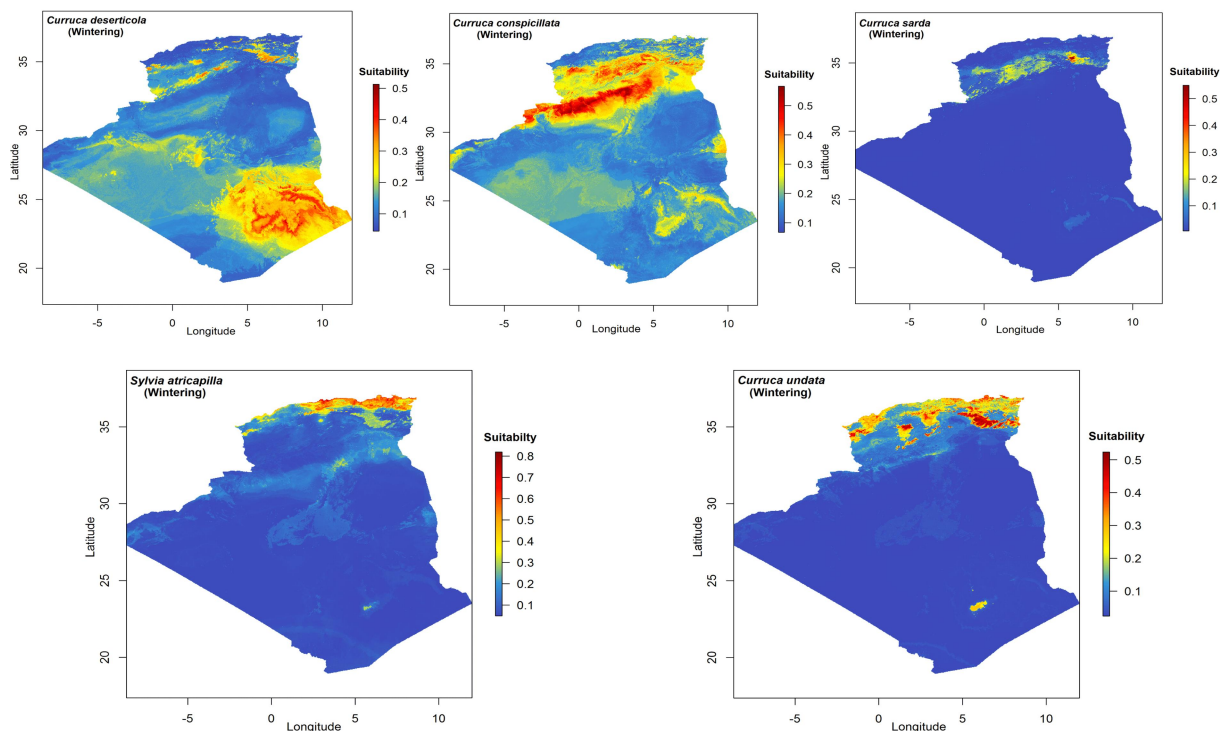 Curruca deserticola
(Wintering)
Suitability
0.5
0.4
0.3
0.2
0.1
Latitude
35
30
25
20
-5
0
5
10
Longitude
Curruca conspicillata
(Wintering)
Suitability
0.5
0.4
0.3
0.2
0.1
Latitude
35
30
25
20
-5
0
5
10
Longitude
Curruca sarda
(Wintering)
Suitability
0.5
0.4
0.3
0.2
0.1
Latitude
35
30
25
20
-5
0
5
10
Longitude
Sylvia atricapilla
(Wintering)
Suitabilty
0.8
0.7
0.6
0.5
0.4
0.3
0.2
0.1
Latitude
35
30
25
20
-5
0
5
10
Longitude
Curruca undata
(Wintering)
Suitability
0.5
0.4
0.3
0.2
0.1
Latitude
35
30
25
20
-5
0
5
10
Longitude